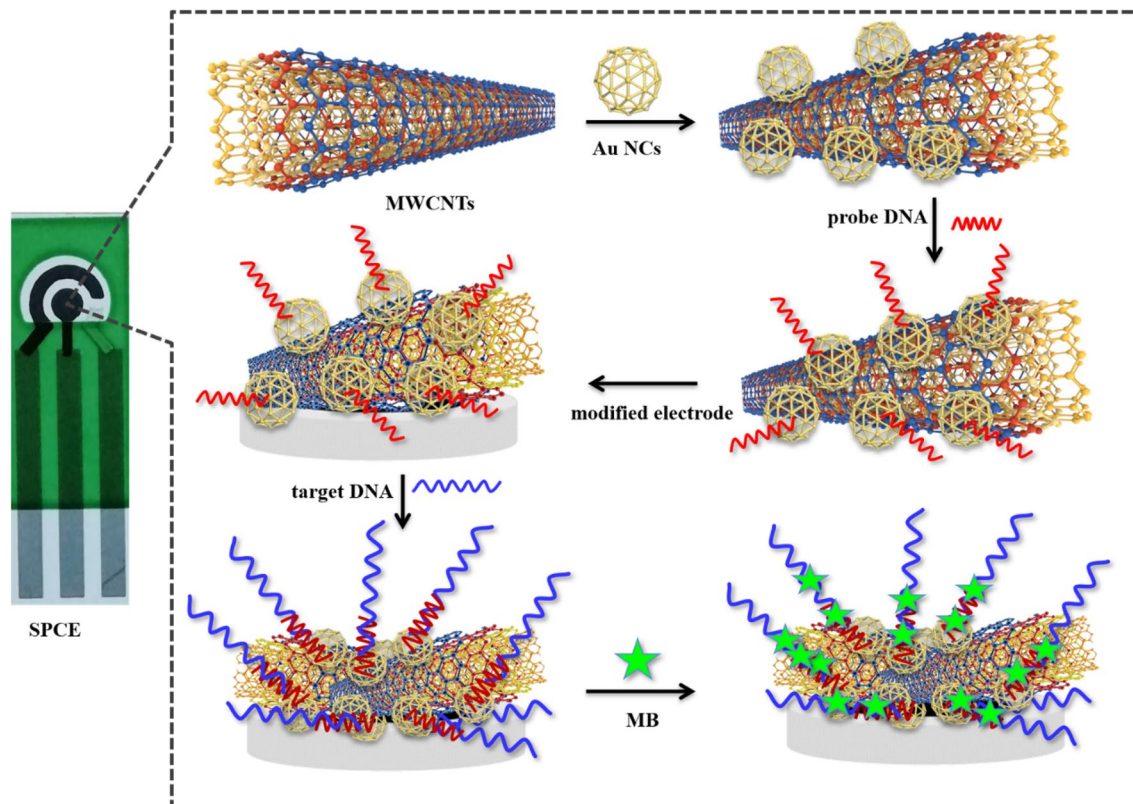 Au NCs
MWCNTs
probe DNA
modified electrode
target DNA
SPCE
MB